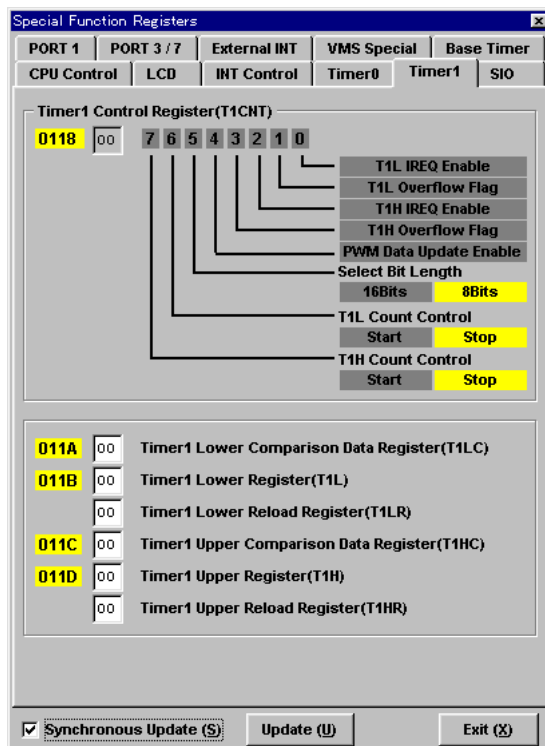 Special Function Registers
PORT 1 PORT 3 / 7 External INT VMS Special Base Timer
CPU Control LCD INT Control Timer0 Timer1 SIO
Timer1 Control Register(T1CNT)
0118 00 7 6 5 4 3 2 1 0
T1L IREQ Enable
T1L Overflow Flag
T1H IREQ Enable
T1H Overflow Flag
PWM Data Update Enable
Select Bit Length
16Bits 8Bits
T1L Count Control
Start Stop
T1H Count Control
Start Stop
011A 00 Timer1 Lower Comparison Data Register(T1LC)
011B 00 Timer1 Lower Register(T1L)
00 Timer1 Lower Reload Register(T1LR)
011C 00 Timer1 Upper Comparison Data Register(T1HC)
011D 00 Timer1 Upper Register(T1H)
00 Timer1 Upper Reload Register(T1HR)
Synchronous Update (S) Update (U) Exit (X)